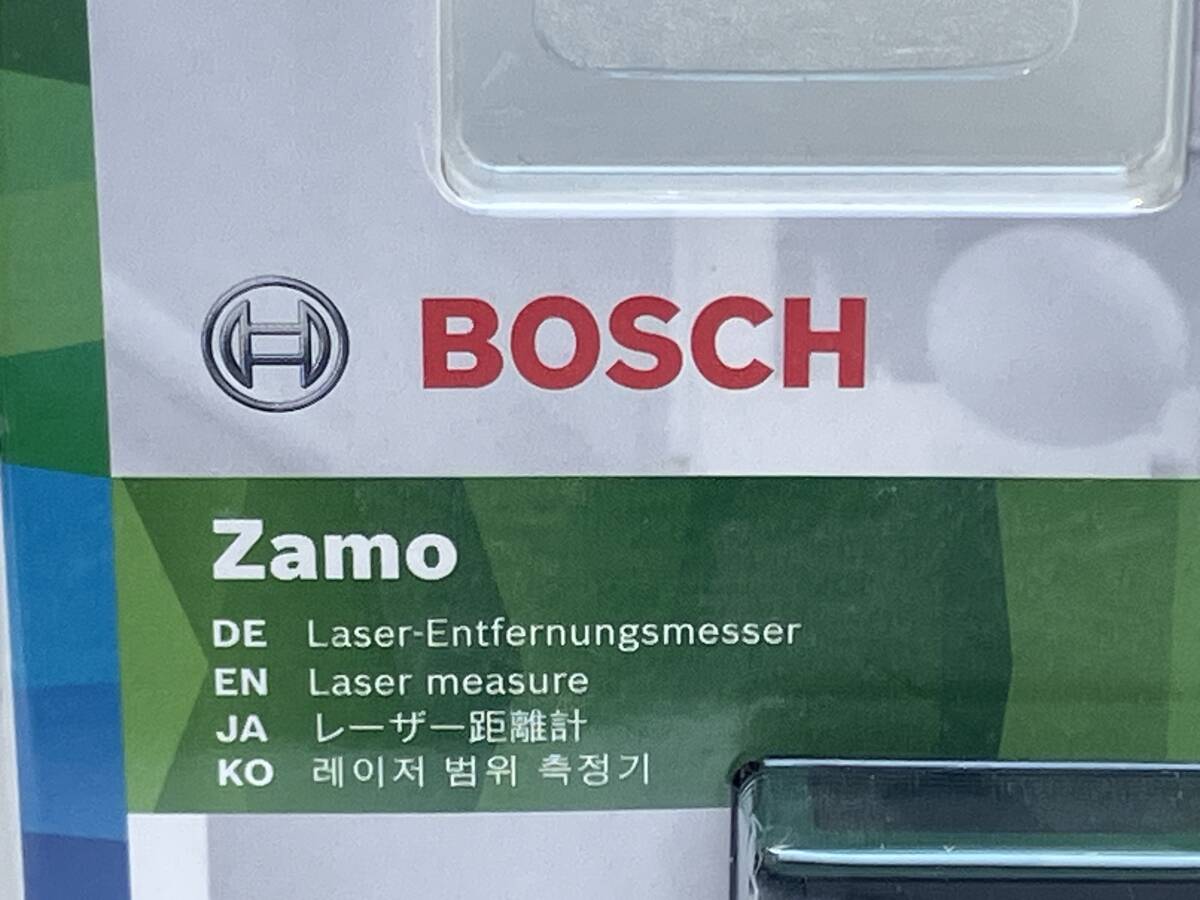 BOSCH
Zamo
DE Laser-Entfernungsmesser
EN Laser measure
JA レーザー距離計
KO 레이저 범위 측정기